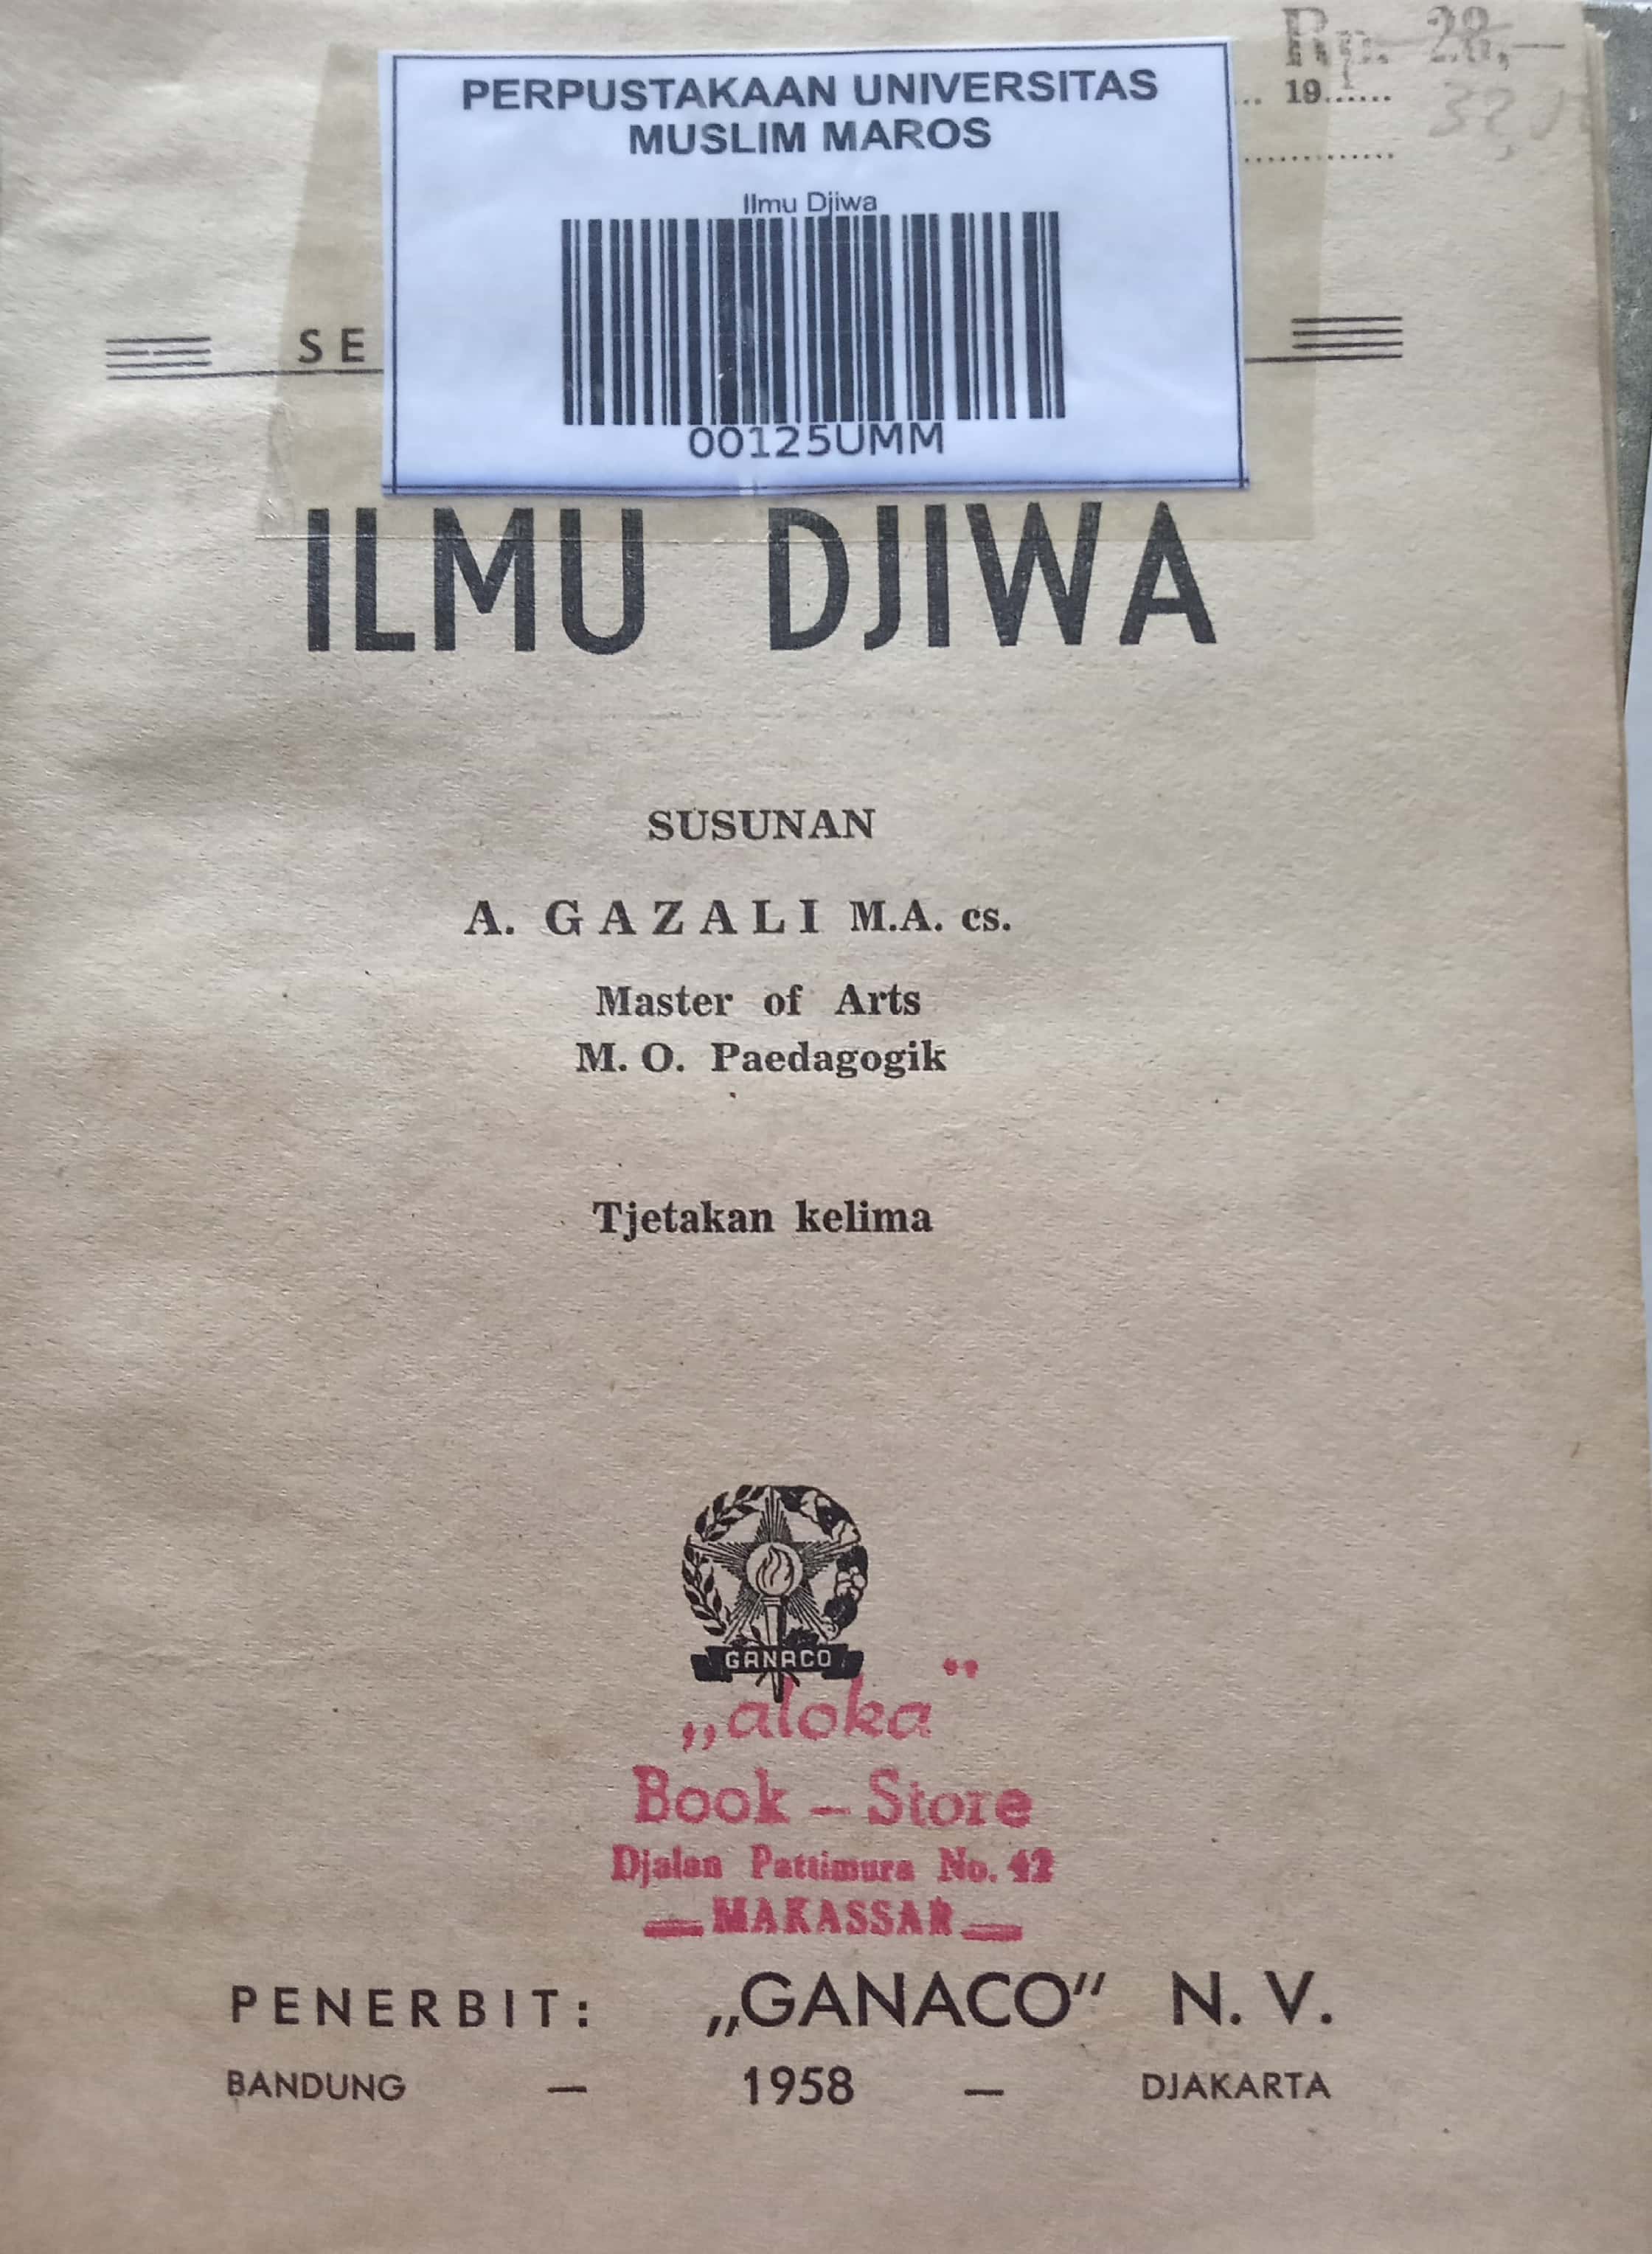 Rp. 28,—
PERPUSTAKAAN UNIVERSITAS
MUSLIM MAROS
.. 19......
Ilmu Djiwa
00125UMM
SE
ILMU DJIWA
SUSUNAN
A. GAZALI M.A. cs.
Master of Arts
M. O. Paedagogik
Tjetakan kelima
GANACO
„aloka"
Book – Store
Djalan Pattimura No. 42
— MAKASSAR —
PENERBIT: „GANACO" N. V.
BANDUNG — 1958 — DJAKARTA